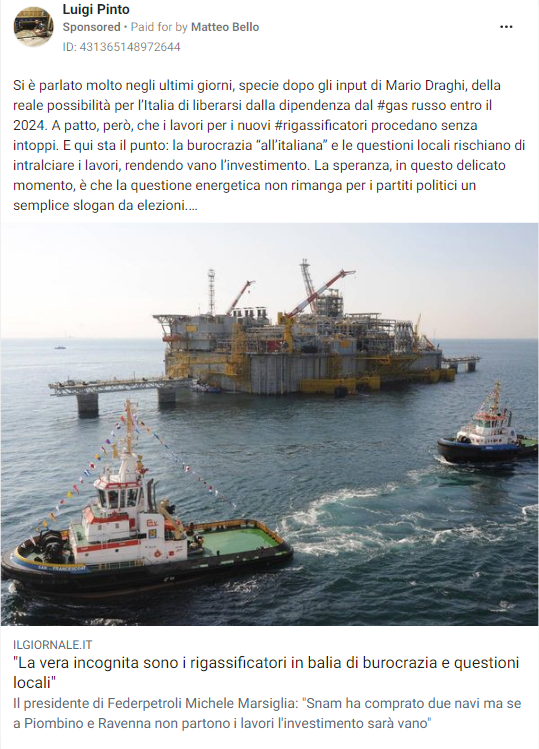 Luigi Pinto
Sponsored • Paid for by Matteo Bello
ID: 431365148972644
Si è parlato molto negli ultimi giorni, specie dopo gli input di Mario Draghi, della
reale possibilità per l'Italia di liberarsi dalla dipendenza dal #gas russo entro il
2024. A patto, però, che i lavori per i nuovi #rigassificatori procedano senza
intoppi. E qui sta il punto: la burocrazia “all'italiana” e le questioni locali rischiano di
intralciare i lavori, rendendo vano l'investimento. La speranza, in questo delicato
momento, è che la questione energetica non rimanga per i partiti politici un
semplice slogan da elezioni....
ILGIORNALE.IT
"La vera incognita sono i rigassificatori in balia di burocrazia e questioni
locali"
Il presidente di Federpetroli Michele Marsiglia: "Snam ha comprato due navi ma se
a Piombino e Ravenna non partono i lavori l'investimento sarà vano"